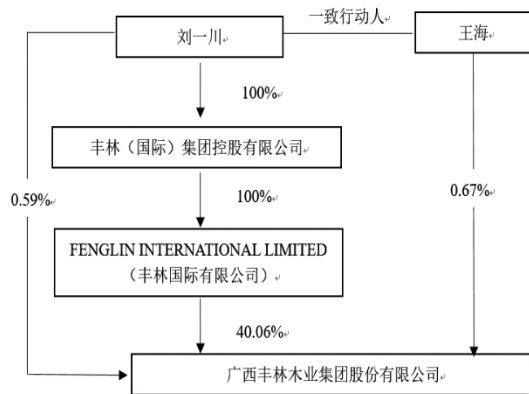 一致行动人
刘一川
王海
100%
丰林（国际）集团控股有限公司
0.59%
100%
0.67%
FENGLIN INTERNATIONAL LIMITED
（丰林国际有限公司）
40.06%
广西丰林木业集团股份有限公司